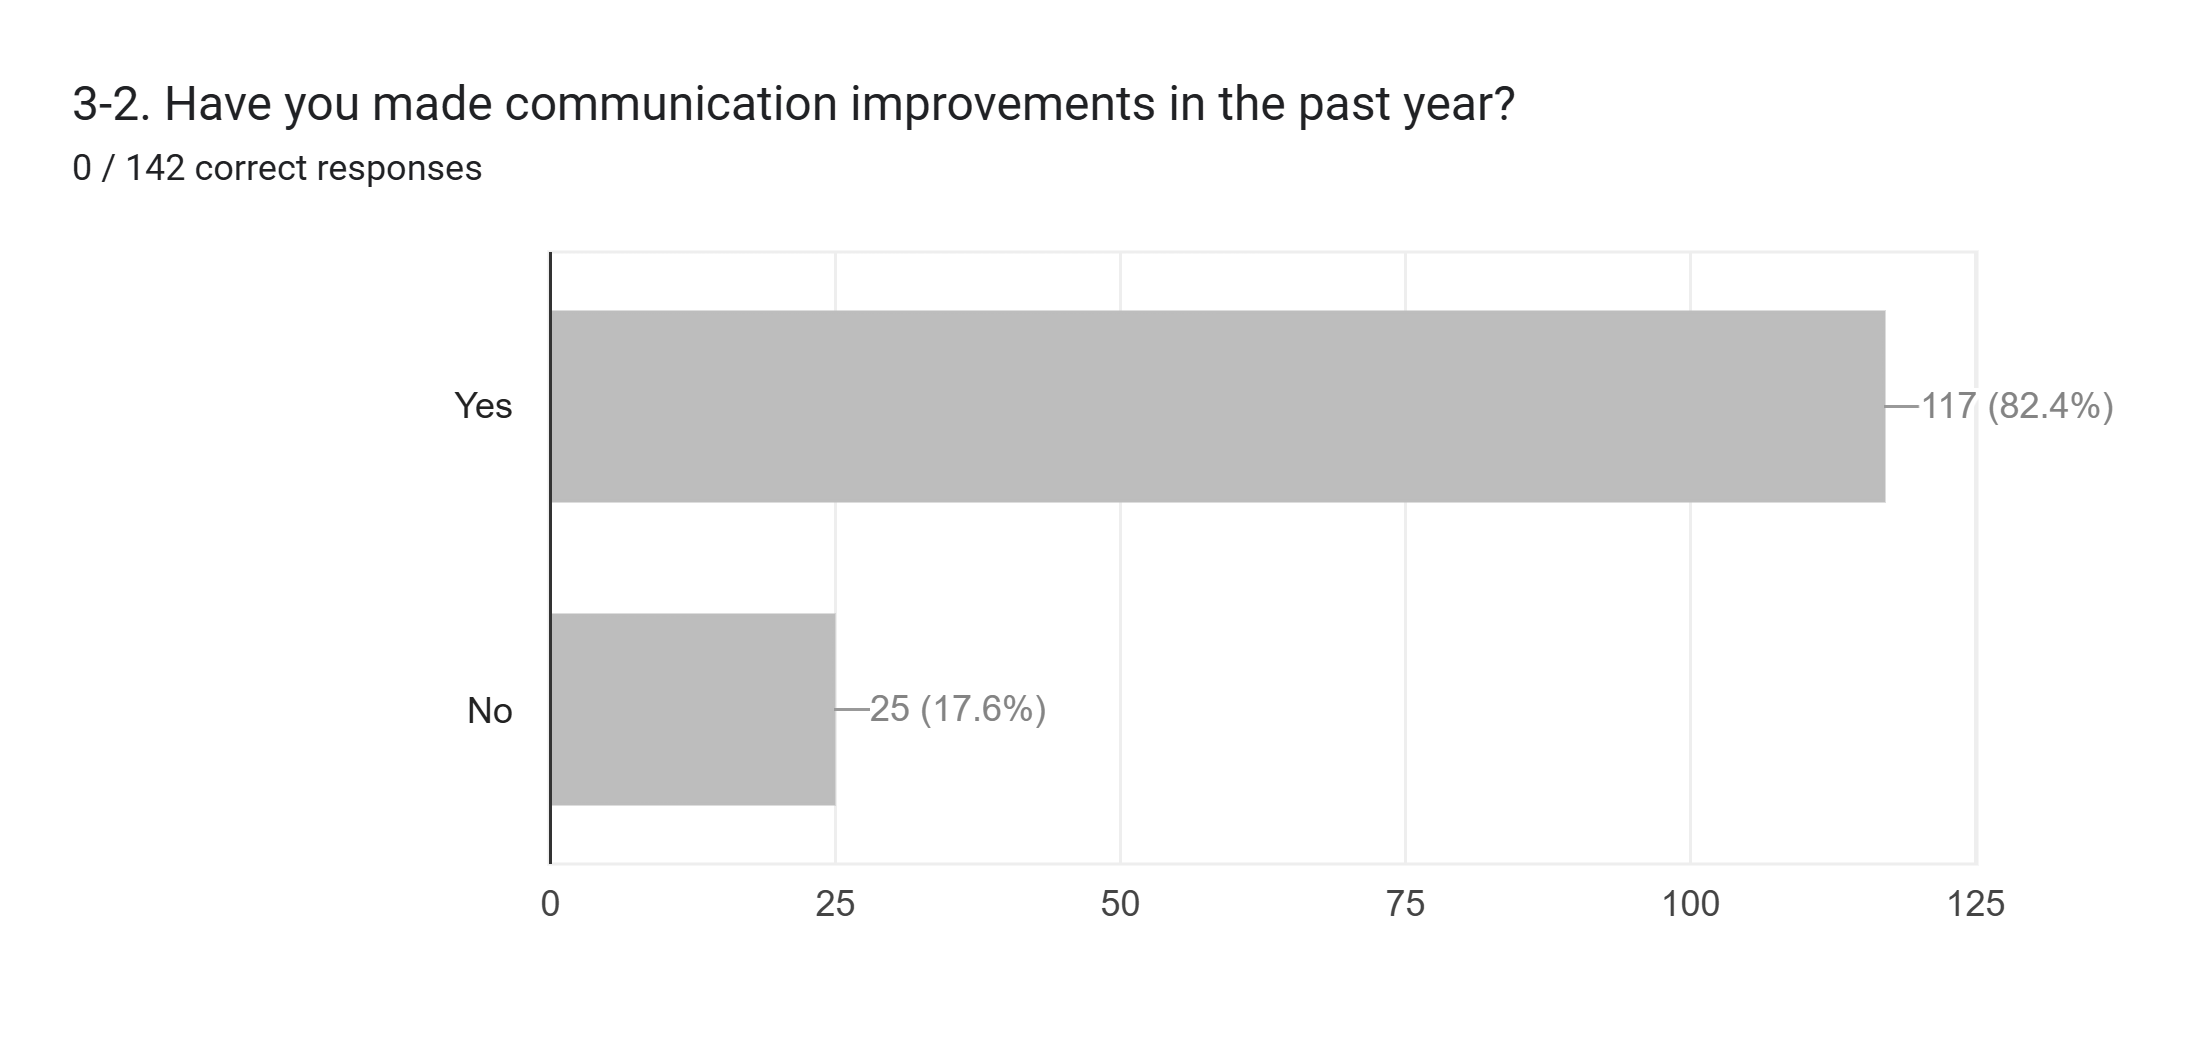 3-2. Have you made communication improvements in the past year?
0 / 142 correct responses
Yes
117 (82.4%)
No
25 (17.6%)
0 25 50 75 100 125